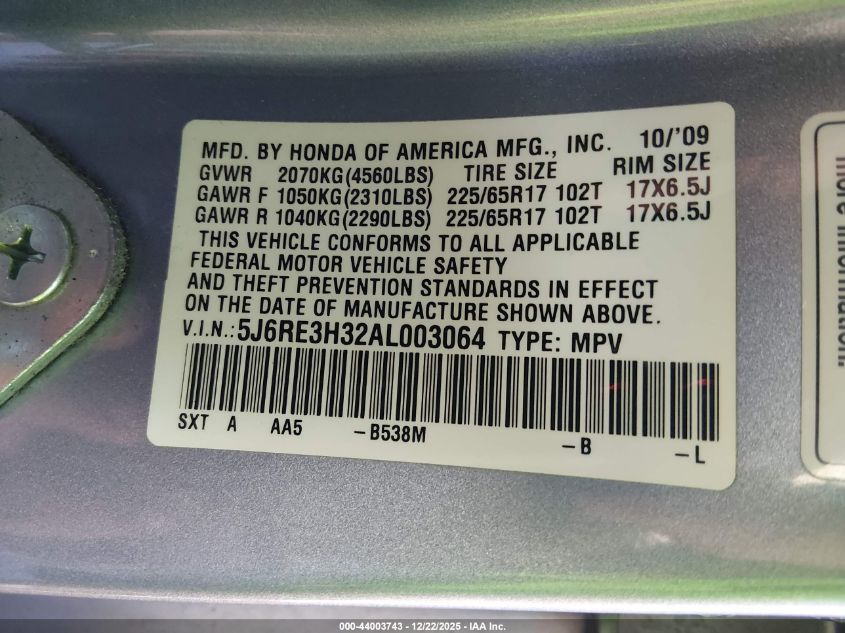 MFD. BY HONDA OF AMERICA MFG., INC. 10/'09
GVWR 2070KG(4560LBS) TIRE SIZE RIM SIZE
GAWR F 1050KG(2310LBS) 225/65R17 102T 17X6.5J
GAWR R 1040KG(2290LBS) 225/65R17 102T 17X6.5J
THIS VEHICLE CONFORMS TO ALL APPLICABLE
FEDERAL MOTOR VEHICLE SAFETY
AND THEFT PREVENTION STANDARDS IN EFFECT
ON THE DATE OF MANUFACTURE SHOWN ABOVE.
V.I.N.: 5J6RE3H32AL003064 TYPE: MPV
SXT A AA5 -B538M -B -L
more information.
000-44003743 - 12/22/2025 - IAA Inc.